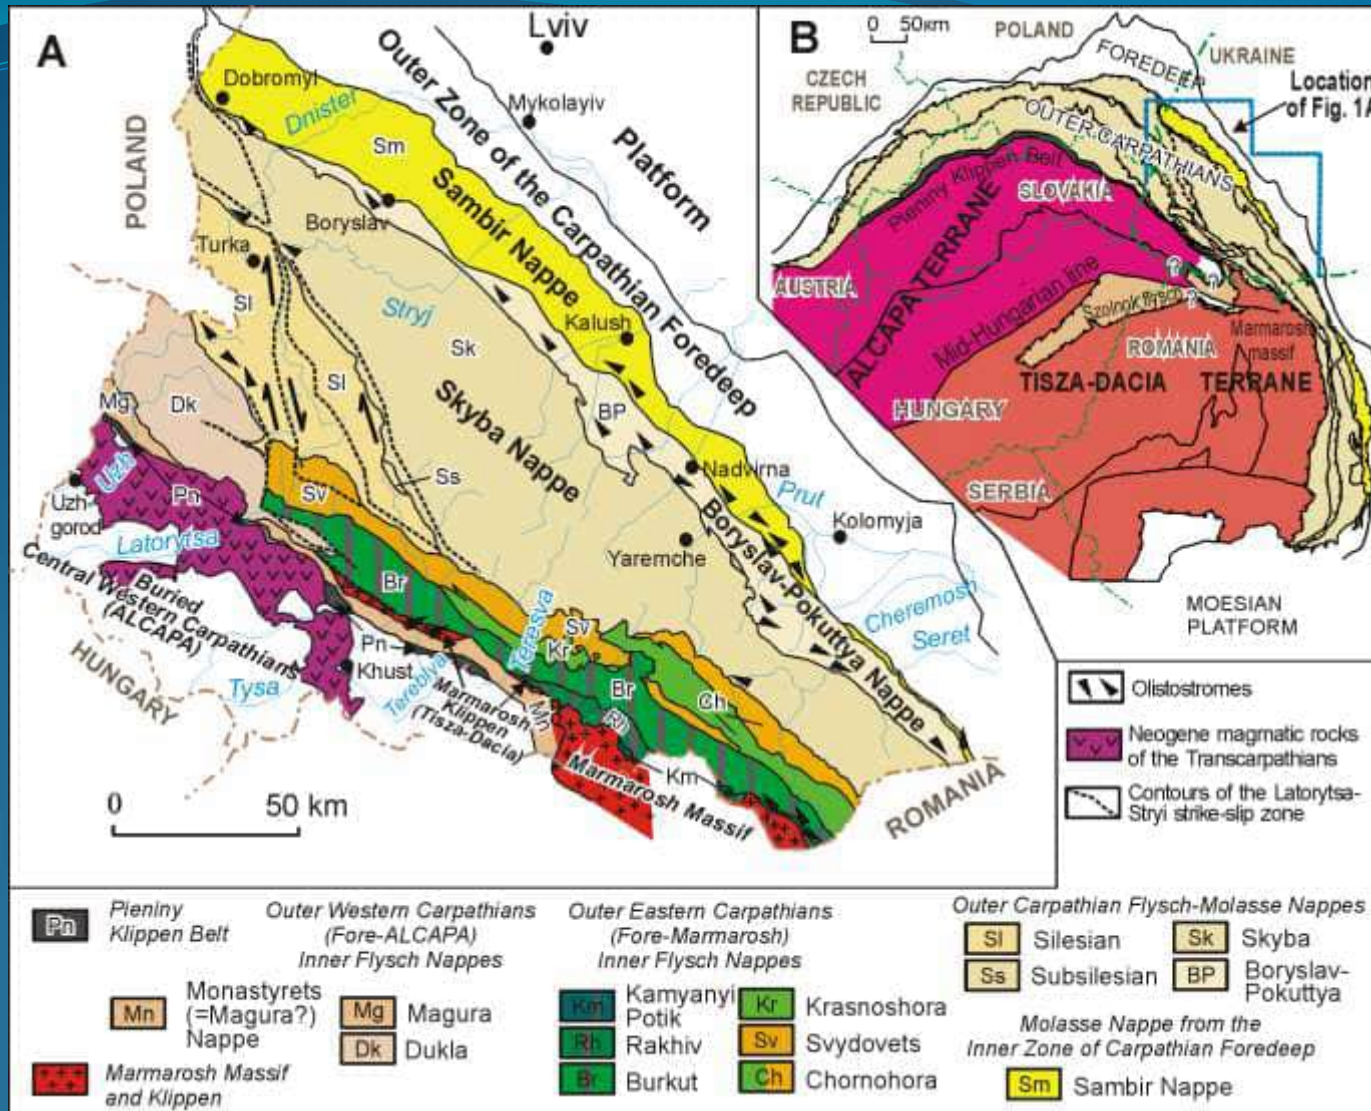 A
Lviv
Dobromyl
Dnister
Mykolayiv
Outer Zone of the Carpathian Foredeep
Platform
POLAND
Sm
Sambir Nappe
Boryslav
Turka
Sl
Stryj
Kalush
Sk
Sl
Skyba Nappe
BP
Mg
Dk
Nadvirna
Uzh
Uzh-
gorod
Pn
Sv
Ss
Prut
Kolomyja
Latorytsa
Yaremche
Boryslav-Pokuttya Nappe
Central Western Carpathians
Buried
(ALCAPA)
Br
Cheremosh
Seret
Teresva
Sv
Kr
Pn
Khust
HUNGARY
Tysa
Tereblya
Marmarosh
Klippen
(Tisza-Dacia)
Mn
Br
Rh
Ch
Km
Marmarosh Massif
ROMANIA
0 50 km
B
0 50км
POLAND
UKRAINE
FOREDEEP
CZECH
REPUBLIC
Location
of Fig. 1A
OUTER CARPATHIANS
Pieniny Klippen Belt
SLOVAKIA
ALCAPA TERRANE
AUSTRIA
Mid-Hungarian line
?
?
?
Szolnok flysch
Marmarosh
massif
ROMANIA
TISZA-DACIA TERRANE
HUNGARY
SERBIA
MOESIAN
PLATFORM
Olistostromes
Neogene magmatic rocks
of the Transcarpathians
Contours of the Latorytsa-
Stryi strike-slip zone
Pn
Pieniny
Klippen Belt
Outer Western Carpathians
(Fore-ALCAPA)
Inner Flysch Nappes
Mn
Monastyrets
(=Magura?)
Nappe
Mg Magura
Dk Dukla
Marmarosh Massif
and Klippen
Outer Eastern Carpathians
(Fore-Marmarosh)
Inner Flysch Nappes
Km
Kamyanyi
Potik
Rh Rakhiv
Br Burkut
Kr Krasnoshora
Sv Svydovets
Ch Chornohora
Outer Carpathian Flysch-Molasse Nappes
Sl Silesian
Sk Skyba
Ss Subsilesian
BP Boryslav-
Pokuttya
Molasse Nappe from the
Inner Zone of Carpathian Foredeep
Sm Sambir Nappe